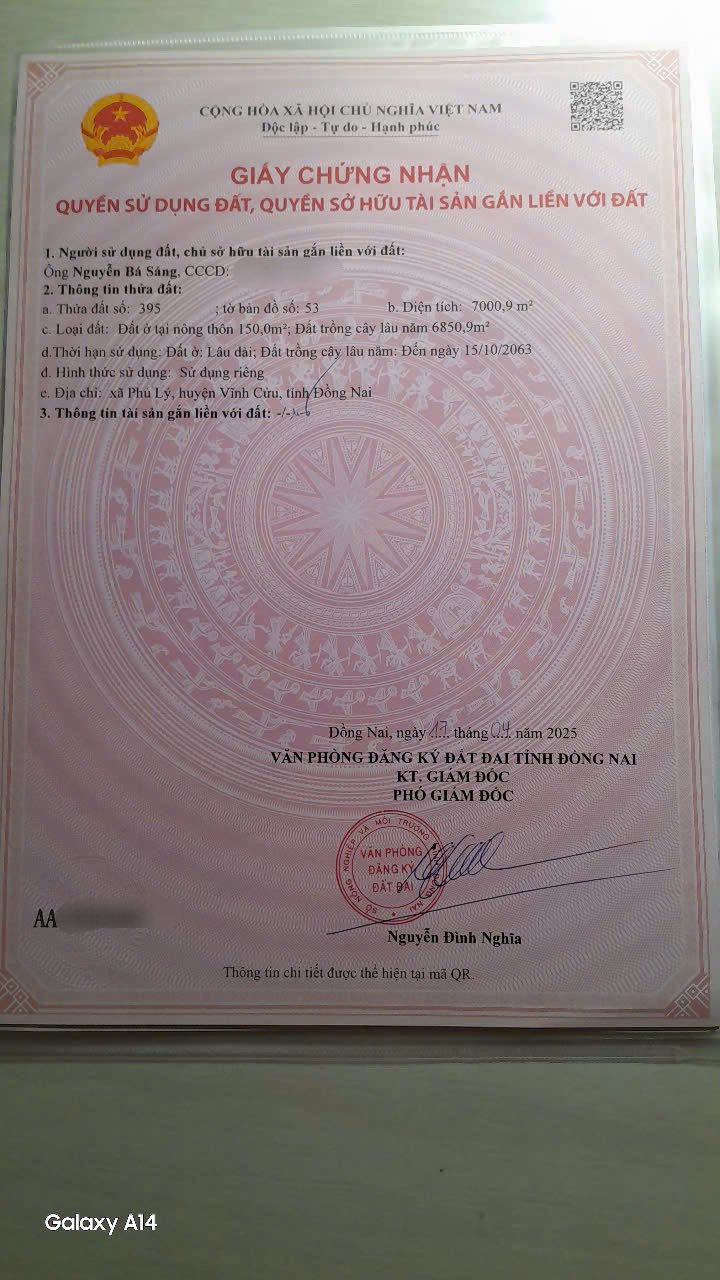 CỘNG HÒA XÃ HỘI CHỦ NGHĨA VIỆT NAM
Độc lập - Tự do - Hạnh phúc
GIẤY CHỨNG NHẬN
QUYỀN SỬ DỤNG ĐẤT, QUYỀN SỞ HỮU TÀI SẢN GẮN LIỀN VỚI ĐẤT
1. Người sử dụng đất, chủ sở hữu tài sản gắn liền với đất:
Ông Nguyễn Bá Sáng, CCCD:
2. Thông tin thửa đất:
a. Thửa đất số: 395 ; tờ bản đồ số: 53 b. Diện tích: 7000,9 m²
c. Loại đất: Đất ở tại nông thôn 150,0m²; Đất trồng cây lâu năm 6850,9m²
d.Thời hạn sử dụng: Đất ở: Lâu dài; Đất trồng cây lâu năm: Đến ngày 15/10/2063
đ. Hình thức sử dụng: Sử dụng riêng
e. Địa chỉ: xã Phú Lý, huyện Vĩnh Cửu, tỉnh Đồng Nai
3. Thông tin tài sản gắn liền với đất: -/-
Đồng Nai, ngày 17 tháng 04 năm 2025
VĂN PHÒNG ĐĂNG KÝ ĐẤT ĐAI TỈNH ĐỒNG NAI
KT. GIÁM ĐỐC
PHÓ GIÁM ĐỐC
SỞ NÔNG NGHIỆP VÀ MÔI TRƯỜNG
VĂN PHÒNG
ĐĂNG KÝ
ĐẤT ĐAI
AA
Nguyễn Đình Nghĩa
Thông tin chi tiết được thể hiện tại mã QR.
Galaxy A14